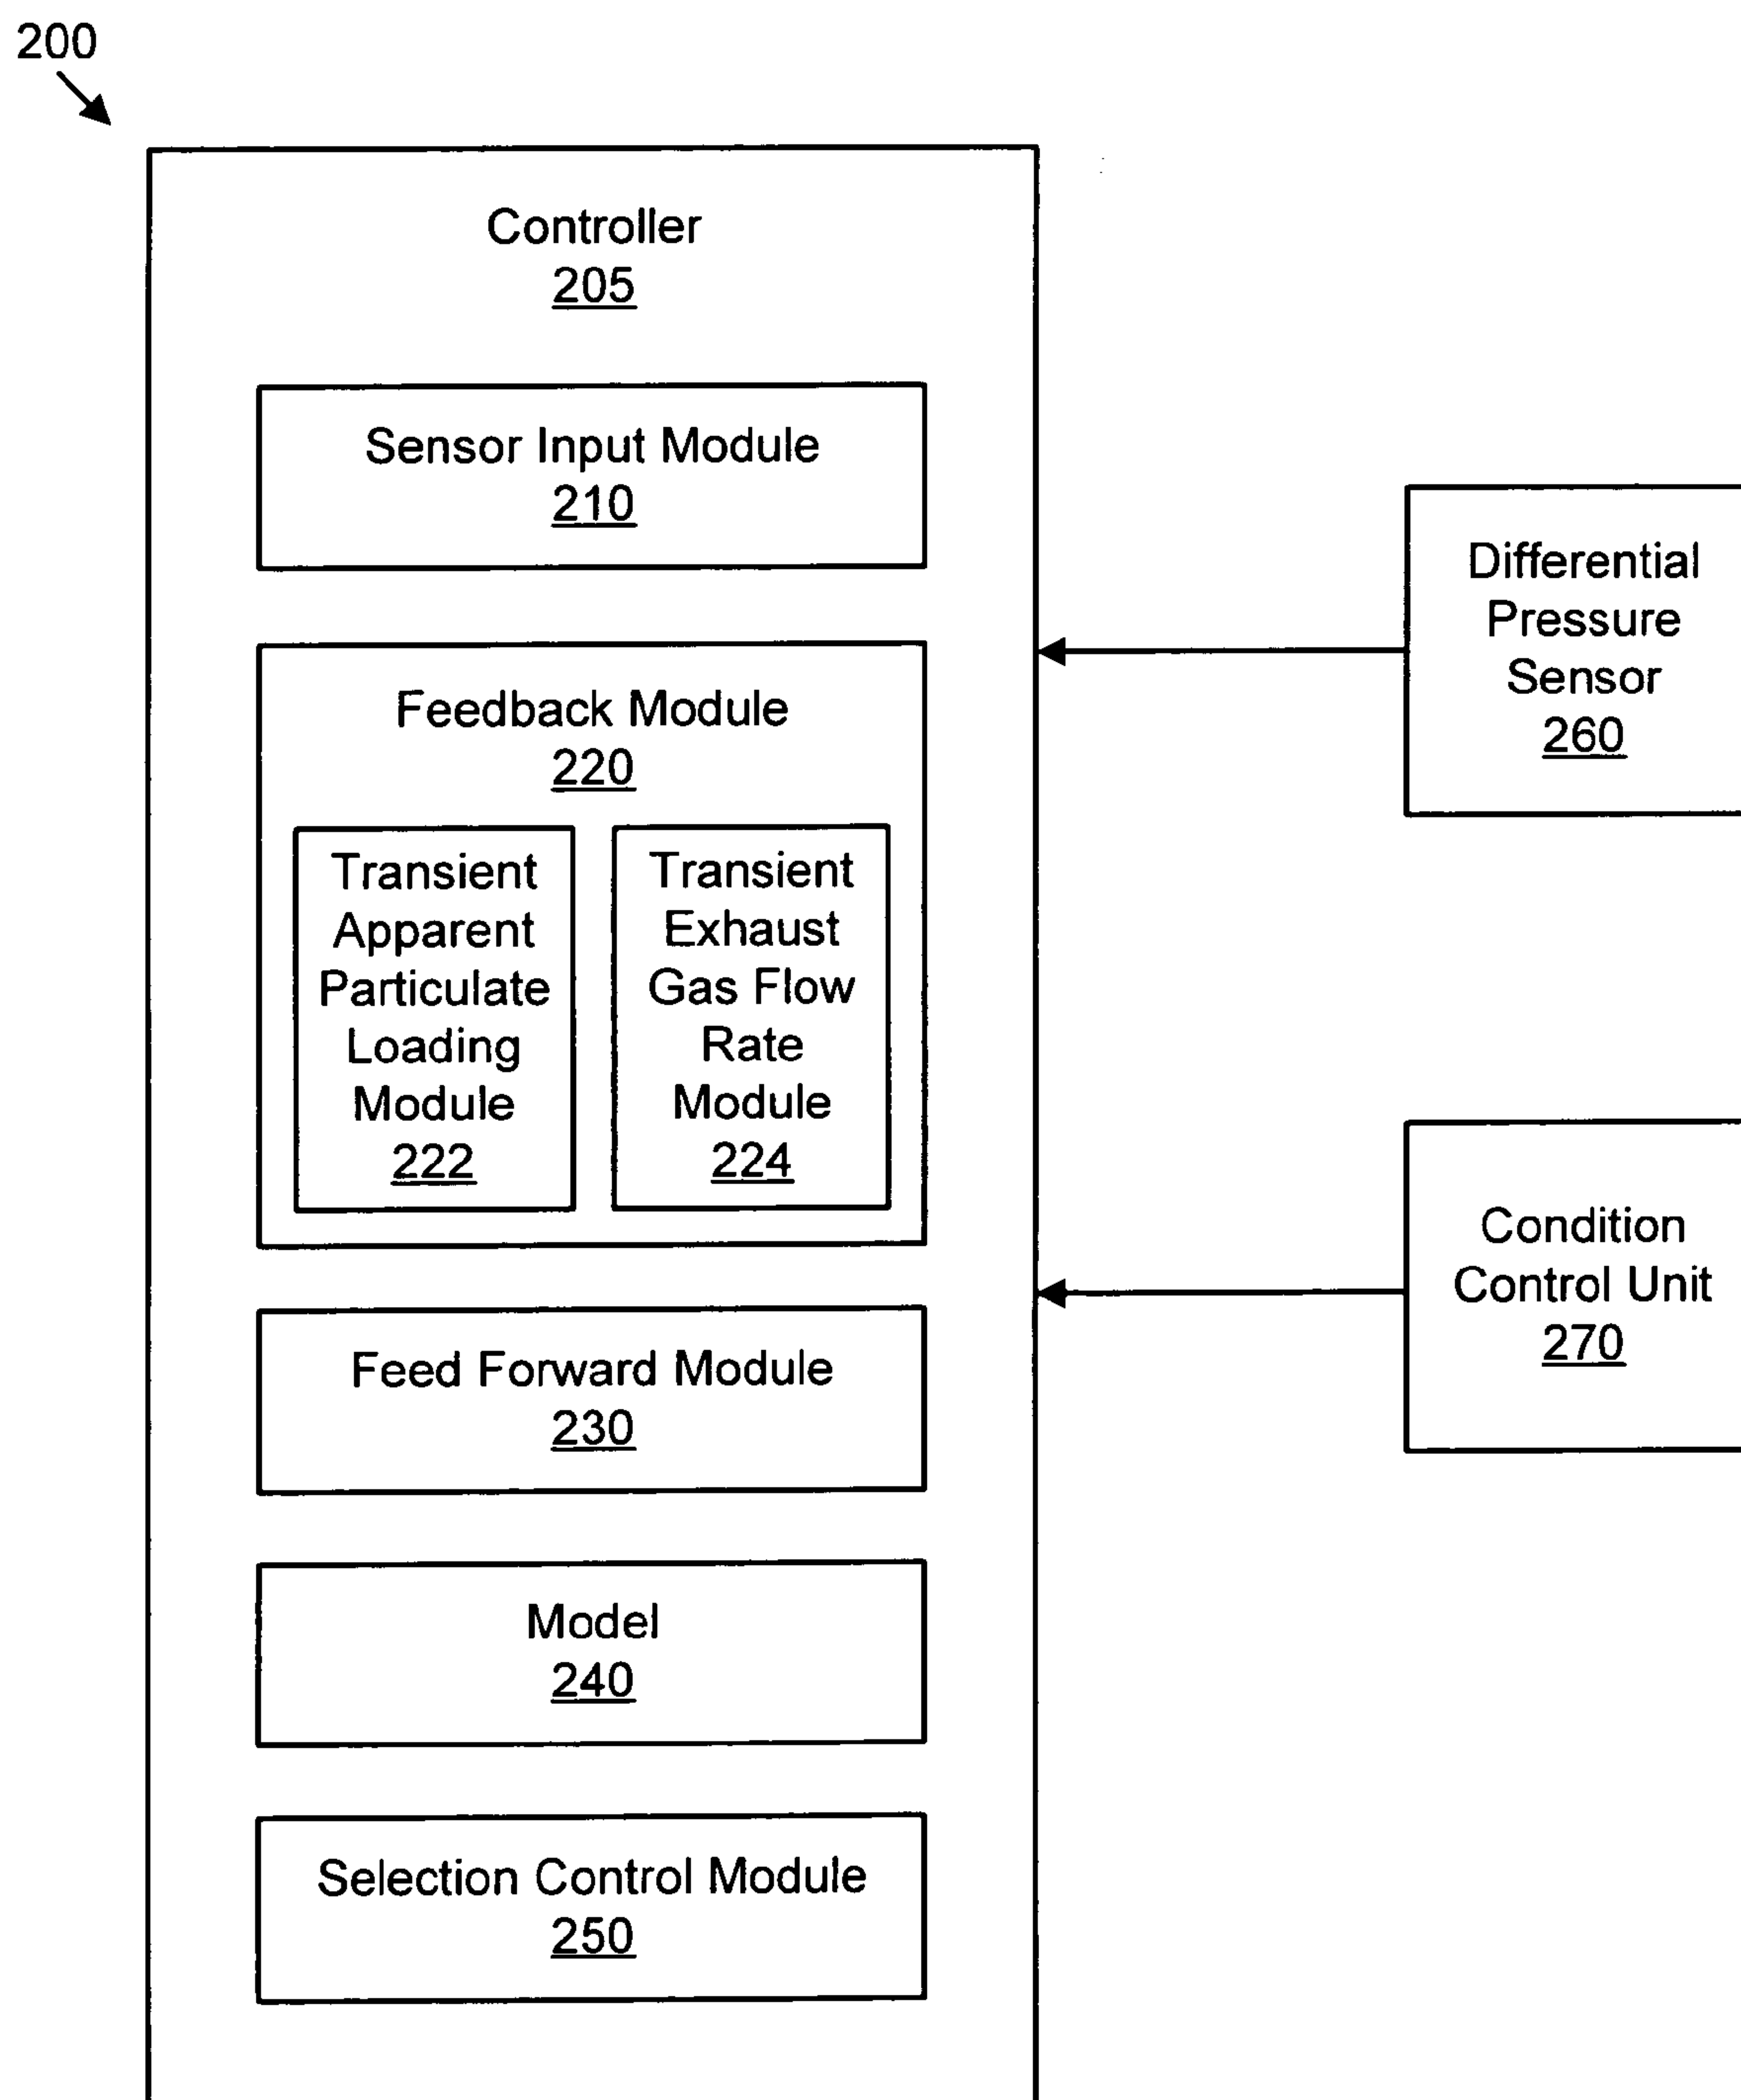 200
Controller
205
Sensor Input Module
210
Feedback Module
220
Transient
Apparent
Particulate
Loading
Module
222
Transient
Exhaust
Gas Flow
Rate
Module
224
Feed Forward Module
230
Model
240
Selection Control Module
250
Differential
Pressure
Sensor
260
Condition
Control Unit
270